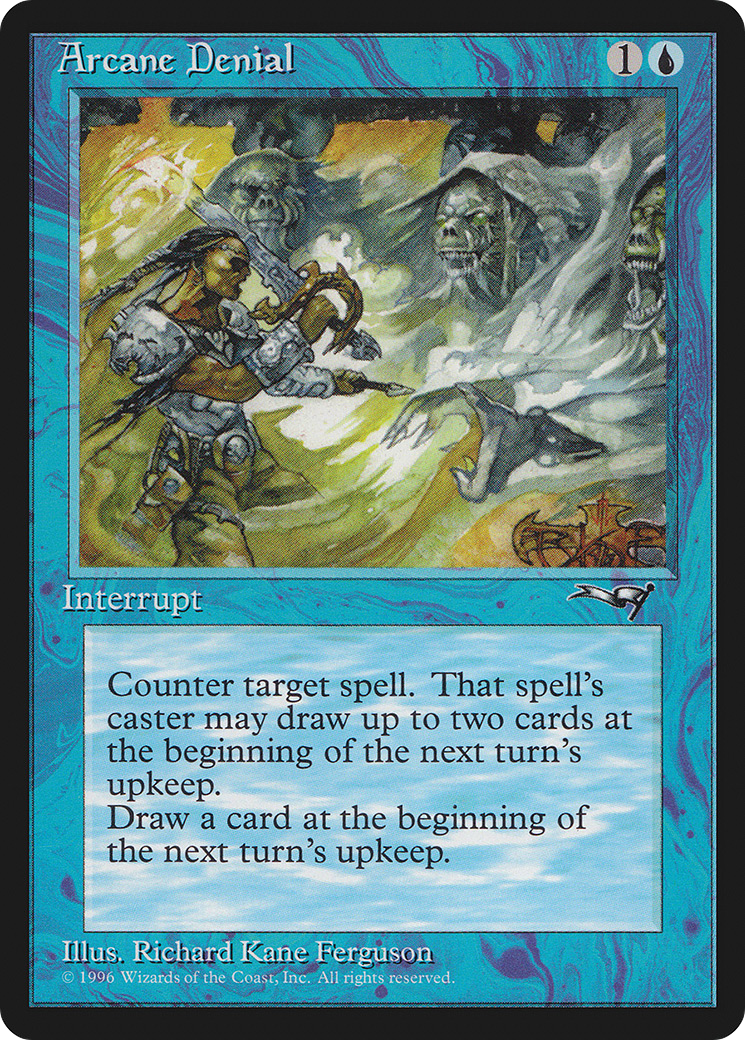 Arcane Denial 1
Interrupt
Counter target spell. That spell's
caster may draw up to two cards at
the beginning of the next turn's
upkeep.
Draw a card at the beginning of
the next turn's upkeep.
Illus. Richard Kane Ferguson
© 1996 Wizards of the Coast, Inc. All rights reserved.